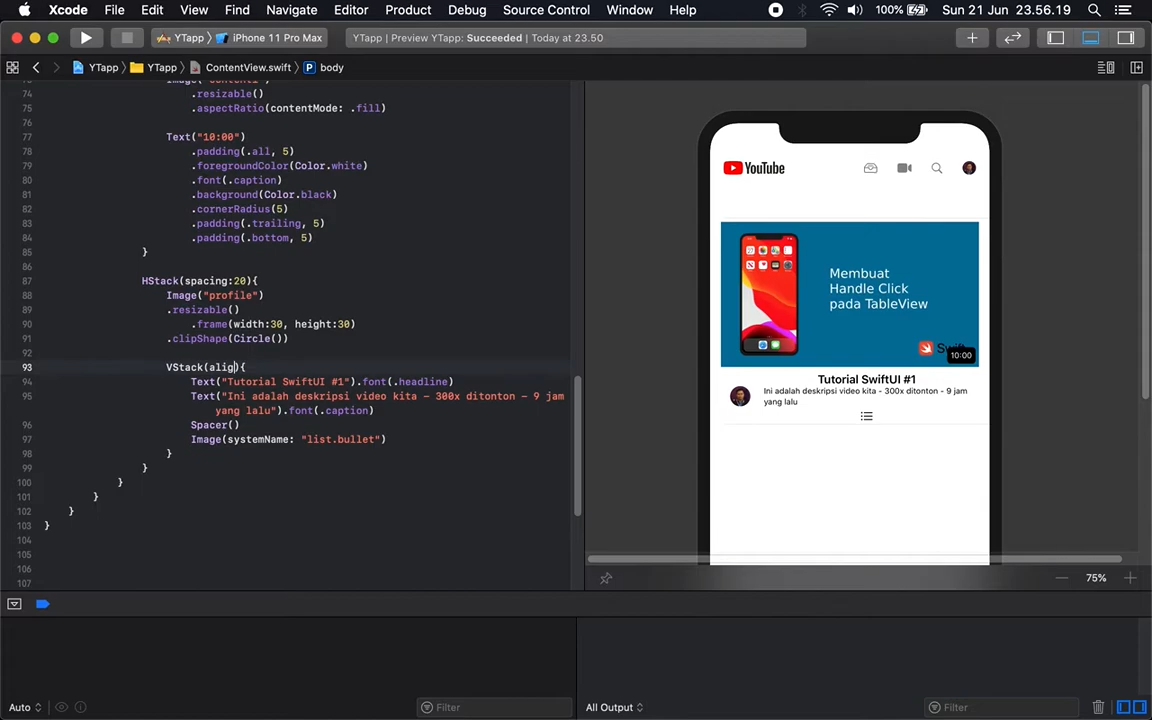 Xcode File Edit View Find Navigate Editor Product Debug Source Control Window Help 100% Sun 21 Jun 23.56.19
YTapp 〉 iPhone 11 Pro Max
YTapp | Preview YTapp: Succeeded | Today at 23.50
YTapp 〉 YTapp 〉 ContentView.swift 〉 P body
74 .resizable()
75 .aspectRatio(contentMode: .fill)
76
77 Text("10:00")
78 .padding(.all, 5)
79 .foregroundColor(Color.white)
80 .font(.caption)
81 .background(Color.black)
82 .cornerRadius(5)
83 .padding(.trailing, 5)
84 .padding(.bottom, 5)
85 }
86
87 HStack(spacing:20){
88 Image("profile")
89 .resizable()
90 .frame(width:30, height:30)
91 .clipShape(Circle())
92
93 VStack(alig){
94 Text("Tutorial SwiftUI #1").font(.headline)
95 Text("Ini adalah deskripsi video kita - 300x ditonton - 9 jam
yang lalu").font(.caption)
96 Spacer()
97 Image(systemName: "list.bullet")
98 }
99 }
100 }
101 }
102 }
103 }
104
105
106
107
YouTube
Membuat
Handle Click
pada TableView
10:00
Tutorial SwiftUI #1
Ini adalah deskripsi video kita - 300x ditonton - 9 jam
yang lalu
75%
Auto
Filter
All Output
Filter